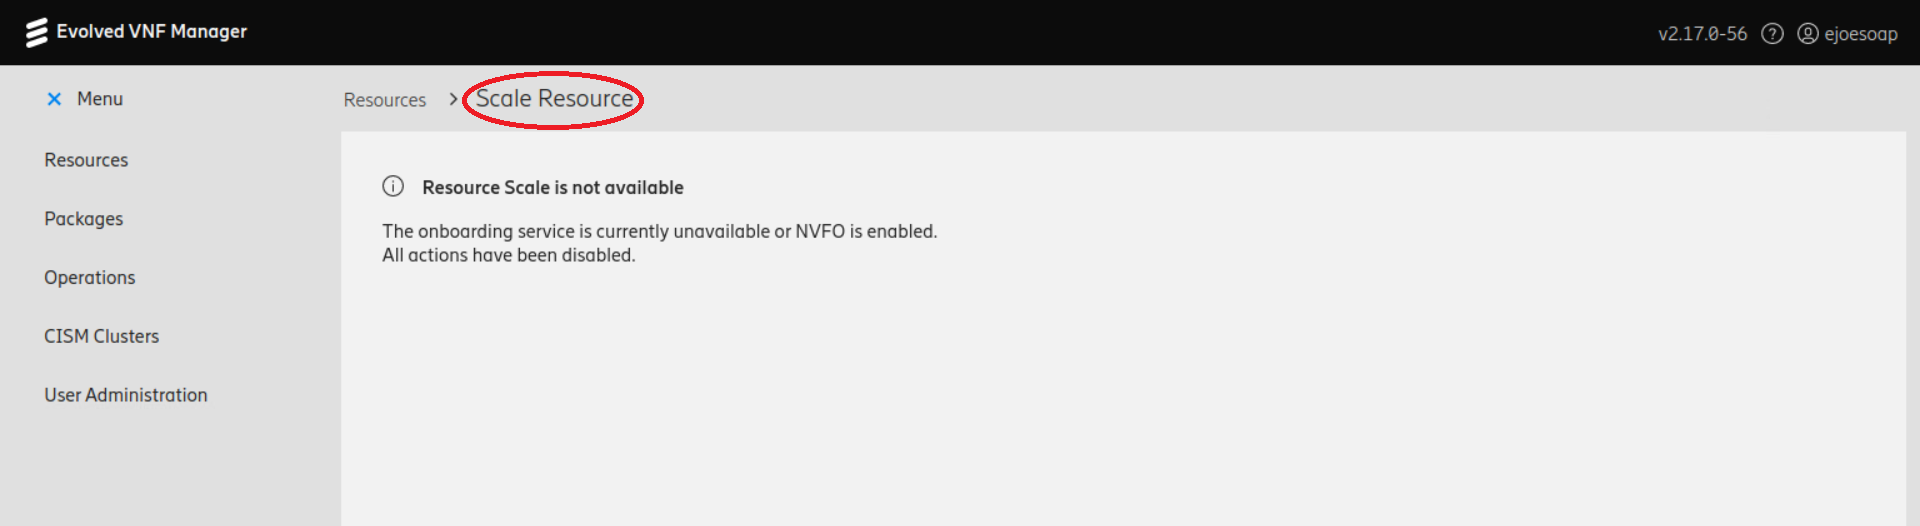 Evolved VNF Manager
v2.17.0-56
ejoesoap
Menu
Resources
Packages
Operations
CISM Clusters
User Administration
Resources > Scale Resource
Resource Scale is not available
The onboarding service is currently unavailable or NVFO is enabled.
All actions have been disabled.